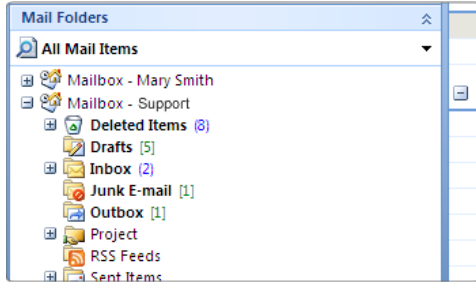 Mail Folders
All Mail Items
Mailbox - Mary Smith
Mailbox - Support
Deleted Items (8)
Drafts [5]
Inbox (2)
Junk E-mail [1]
Outbox [1]
Project
RSS Feeds
Sent Items